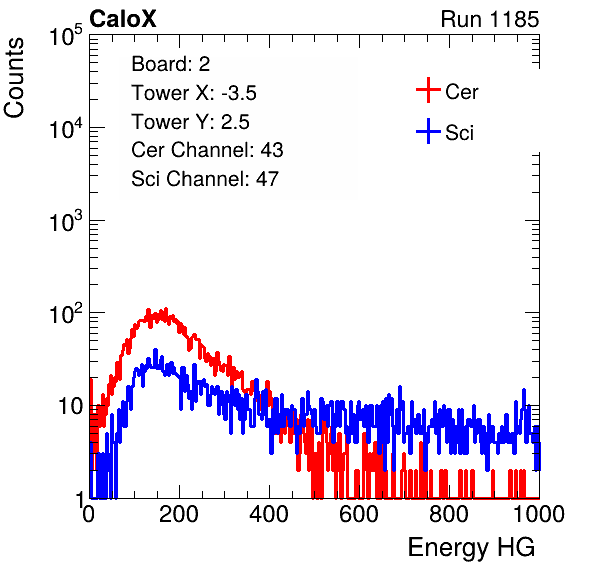 CaloX Run 1185
Counts
10^5
10^4
10^3
10^2
10
1
Board: 2
Tower X: -3.5
Tower Y: 2.5
Cer Channel: 43
Sci Channel: 47
Cer
Sci
0 200 400 600 800 1000
Energy HG